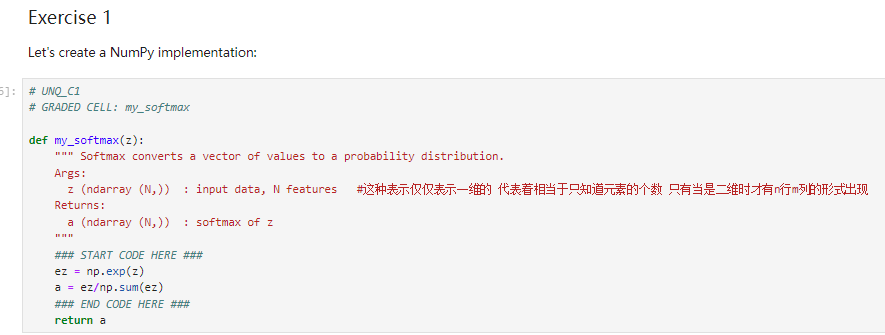 Exercise 1
Let's create a NumPy implementation:
5]: # UNQ_C1
# GRADED CELL: my_softmax
def my_softmax(z):
""" Softmax converts a vector of values to a probability distribution.
Args:
z (ndarray (N,))  : input data, N features   #这种表示仅仅表示一维的 代表着相当于只知道元素的个数 只有当是二维时才有n行m列的形式出现
Returns:
a (ndarray (N,))  : softmax of z
"""
### START CODE HERE ###
ez = np.exp(z)
a = ez/np.sum(ez)
### END CODE HERE ###
return a